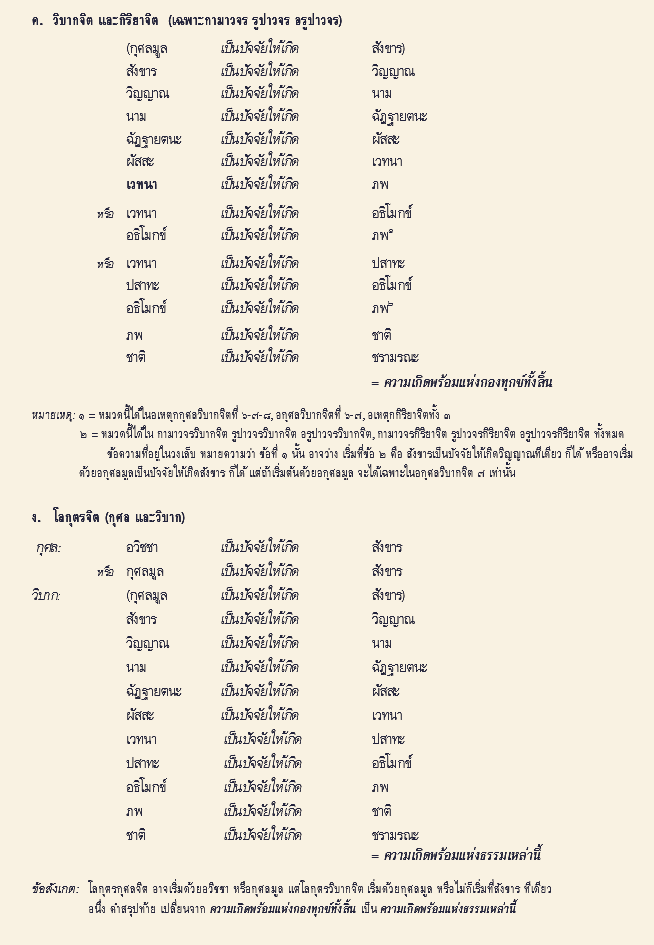 ค. วิบากจิต และกิริยาจิต (เฉพาะกามาวจร รูปาวจร อรูปาวจร)
(กุศลมูล เป็นปัจจัยให้เกิด สังขาร)
สังขาร เป็นปัจจัยให้เกิด วิญญาณ
วิญญาณ เป็นปัจจัยให้เกิด นาม
นาม เป็นปัจจัยให้เกิด ฉัฏฐายตนะ
ฉัฏฐายตนะ เป็นปัจจัยให้เกิด ผัสสะ
ผัสสะ เป็นปัจจัยให้เกิด เวทนา
เวทนา เป็นปัจจัยให้เกิด ภพ
หรือ เวทนา เป็นปัจจัยให้เกิด อธิโมกข์
อธิโมกข์ เป็นปัจจัยให้เกิด ภพ๑
หรือ เวทนา เป็นปัจจัยให้เกิด ปสาทะ
ปสาทะ เป็นปัจจัยให้เกิด อธิโมกข์
อธิโมกข์ เป็นปัจจัยให้เกิด ภพ๒
ภพ เป็นปัจจัยให้เกิด ชาติ
ชาติ เป็นปัจจัยให้เกิด ชรามรณะ
= ความเกิดพร้อมแห่งกองทุกข์ทั้งสิ้น
หมายเหตุ: ๑ = หมวดนี้ได้ในอเหตุกกุศลวิบากจิตที่ ๖-๗-๘, อกุศลวิบากจิตที่ ๖-๗, อเหตุกกิริยาจิตทั้ง ๓
๒ = หมวดนี้ได้ใน กามาวจรวิบากจิต รูปาวจรวิบากจิต อรูปาวจรวิบากจิต, กามาวจรกิริยาจิต รูปาวจรกิริยาจิต อรูปาวจรกิริยาจิต ทั้งหมด
ข้อความที่อยู่ในวงเล็บ หมายความว่า ข้อที่ ๑ นั้น อาจว่าง เริ่มที่ข้อ ๒ คือ สังขารเป็นปัจจัยให้เกิดวิญญาณทีเดียว ก็ได้ หรืออาจเริ่ม
ด้วยอกุศลมูลเป็นปัจจัยให้เกิดสังขาร ก็ได้ แต่ถ้าเริ่มต้นด้วยอกุศลมูล จะได้เฉพาะในอกุศลวิบากจิต ๗ เท่านั้น
ง. โลกุตรจิต (กุศล และวิบาก)
กุศล: อวิชชา เป็นปัจจัยให้เกิด สังขาร
หรือ กุศลมูล เป็นปัจจัยให้เกิด สังขาร
วิบาก: (กุศลมูล เป็นปัจจัยให้เกิด สังขาร)
สังขาร เป็นปัจจัยให้เกิด วิญญาณ
วิญญาณ เป็นปัจจัยให้เกิด นาม
นาม เป็นปัจจัยให้เกิด ฉัฏฐายตนะ
ฉัฏฐายตนะ เป็นปัจจัยให้เกิด ผัสสะ
ผัสสะ เป็นปัจจัยให้เกิด เวทนา
เวทนา เป็นปัจจัยให้เกิด ปสาทะ
ปสาทะ เป็นปัจจัยให้เกิด อธิโมกข์
อธิโมกข์ เป็นปัจจัยให้เกิด ภพ
ภพ เป็นปัจจัยให้เกิด ชาติ
ชาติ เป็นปัจจัยให้เกิด ชรามรณะ
= ความเกิดพร้อมแห่งธรรมเหล่านี้
ข้อสังเกต: โลกุตรกุศลจิต อาจเริ่มด้วยอวิชชา หรือกุศลมูล แต่โลกุตรวิบากจิต เริ่มด้วยกุศลมูล หรือไม่ก็เริ่มที่สังขาร ทีเดียว
อนึ่ง คำสรุปท้าย เปลี่ยนจาก ความเกิดพร้อมแห่งกองทุกข์ทั้งสิ้น เป็น ความเกิดพร้อมแห่งธรรมเหล่านี้